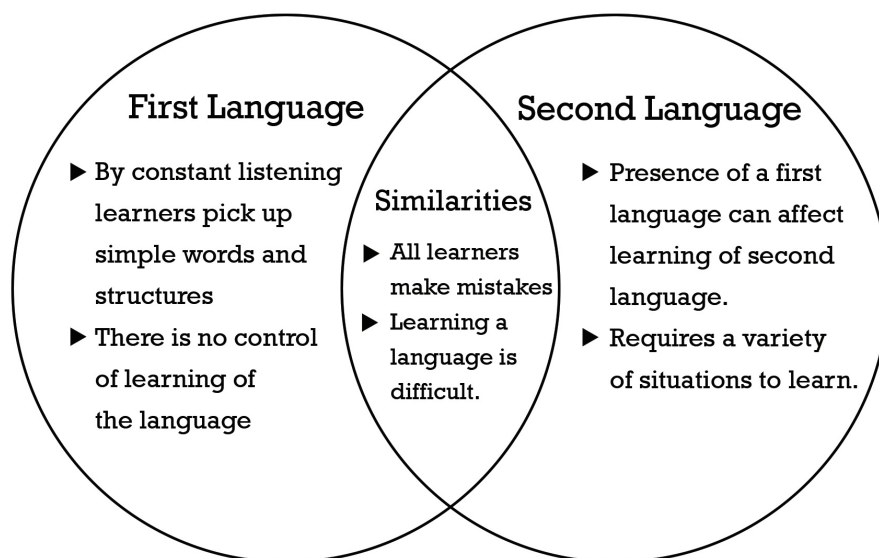 First Language
▶ By constant listening
learners pick up
simple words and
structures
▶ There is no control
of learning of
the language
Similarities
▶ All learners
make mistakes
▶ Learning a
language is
difficult.
Second Language
▶ Presence of a first
language can affect
learning of second
language.
▶ Requires a variety
of situations to learn.